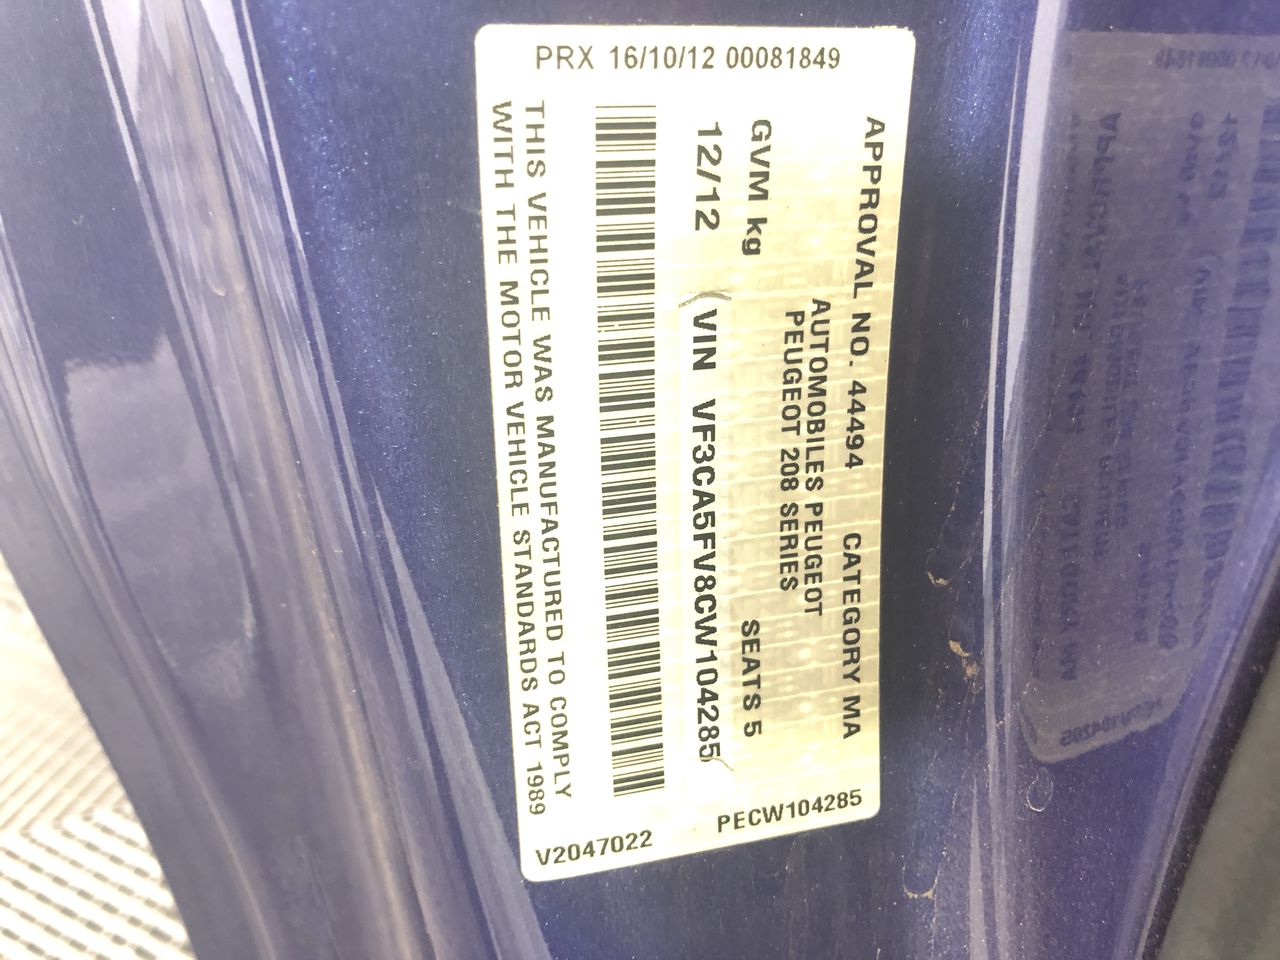 PRX 16/10/12 00081849
APPROVAL NO. 44494 CATEGORY MA
AUTOMOBILES PEUGEOT
PEUGEOT 208 SERIES
GVM kg SEATS 5
12/12 VIN VF3CA5FV8CW104285
THIS VEHICLE WAS MANUFACTURED TO COMPLY
WITH THE MOTOR VEHICLE STANDARDS ACT 1989
V2047022 PECW104285